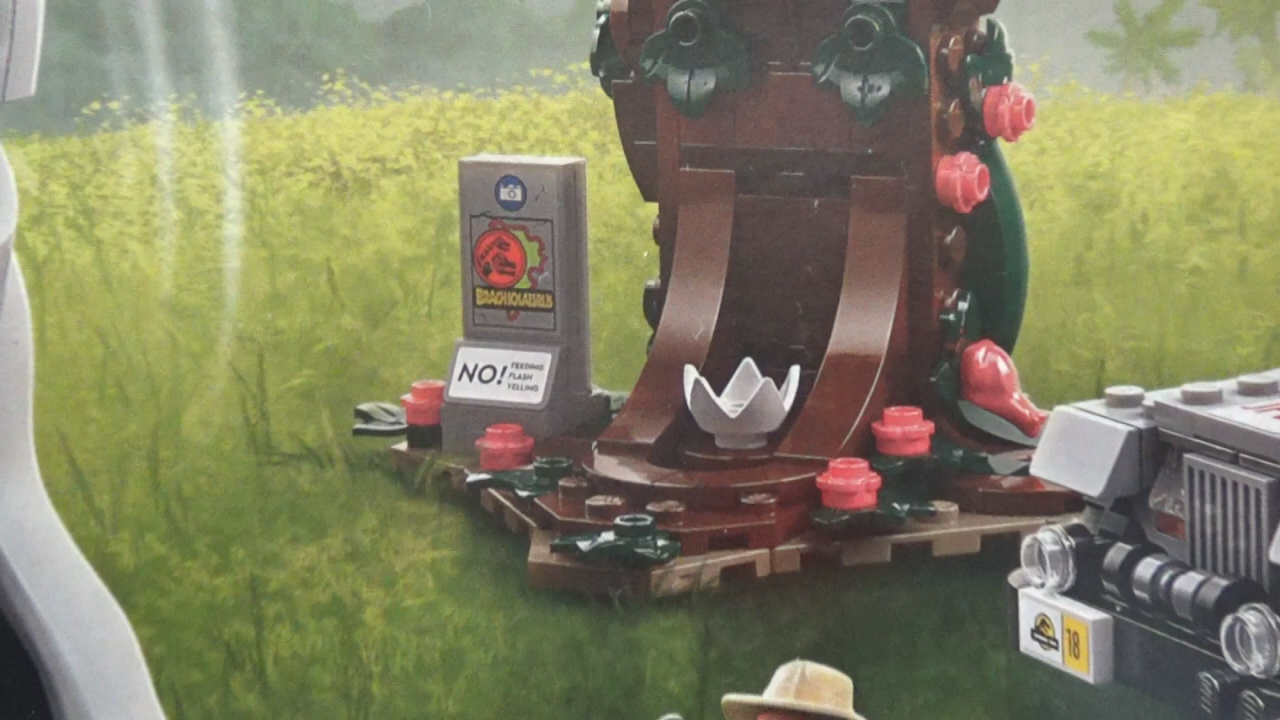 BRACHIOSAURUS
NO!
FEEDING
FLASH
YELLING
18